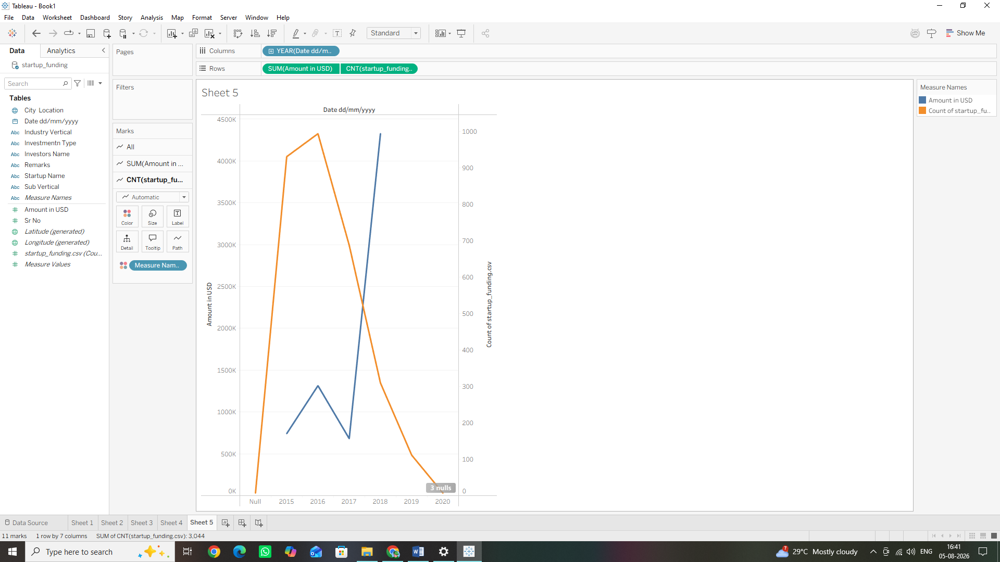 Tableau - Book1
File Data Worksheet Dashboard Story Analysis Map Format Server Window Help
Standard
Show Me
Data Analytics
startup_funding
Search
Tables
City Location
Date dd/mm/yyyy
Abc Industry Vertical
Abc Investmentn Type
Abc Investors Name
Abc Remarks
Abc Startup Name
Abc Sub Vertical
Abc Measure Names
Amount in USD
Sr No
Latitude (generated)
Longitude (generated)
startup_funding.csv (Cou...
Measure Values
Pages
Filters
Marks
All
SUM(Amount in ...
CNT(startup_fu...
Automatic
Color Size Label
Detail Tooltip Path
Measure Nam..
Columns YEAR(Date dd/m..
Rows SUM(Amount in USD) CNT(startup_funding..
Sheet 5
Date dd/mm/yyyy
4500K
4000K
3500K
3000K
2500K
2000K
1500K
1000K
500K
0K
Amount in USD
1000
900
800
700
600
500
400
300
200
100
0
Count of startup_funding.csv
3 nulls
Null 2015 2016 2017 2018 2019 2020
Measure Names
Amount in USD
Count of startup_fu..
Data Source Sheet 1 Sheet 2 Sheet 3 Sheet 4 Sheet 5
11 marks 1 row by 7 columns SUM of CNT(startup_funding.csv): 3,044
Type here to search
7
29°C Mostly cloudy
ENG
16:41
05-08-2026